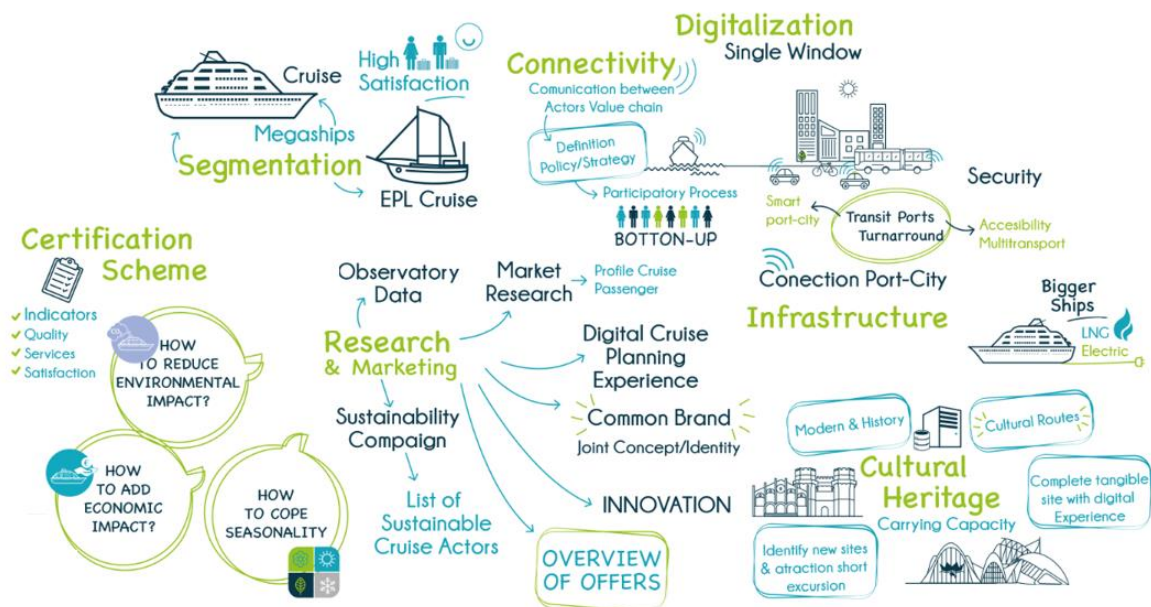 Cruise
Megaships
Segmentation
High
Satisfaction
EPL Cruise
Connectivity
Comunication between
Actors Value chain
Definition
Policy/Strategy
Participatory Process
BOTTON-UP
Digitalization
Single Window
Security
Smart
port-city
Transit Ports
Turnarround
Accesibility
Multitransport
Conection Port-City
Infrastructure
Bigger
Ships
LNG
Electric
Certification
Scheme
Indicators
Quality
Services
Satisfaction
HOW
TO REDUCE
ENVIRONMENTAL
IMPACT?
HOW
TO ADD
ECONOMIC
IMPACT?
HOW
TO COPE
SEASONALITY
Observatory
Data
Market
Research
Profile Cruise
Passenger
Research
& Marketing
Digital Cruise
Planning
Experience
Common Brand
Joint Concept/Identity
Sustainability
Compaign
List of
Sustainable
Cruise Actors
INNOVATION
OVERVIEW
OF OFFERS
Modern & History
Cultural Routes
Cultural
Heritage
Carrying Capacity
Complete tangible
site with digital
Experience
Identify new sites
& atraction short
excursion